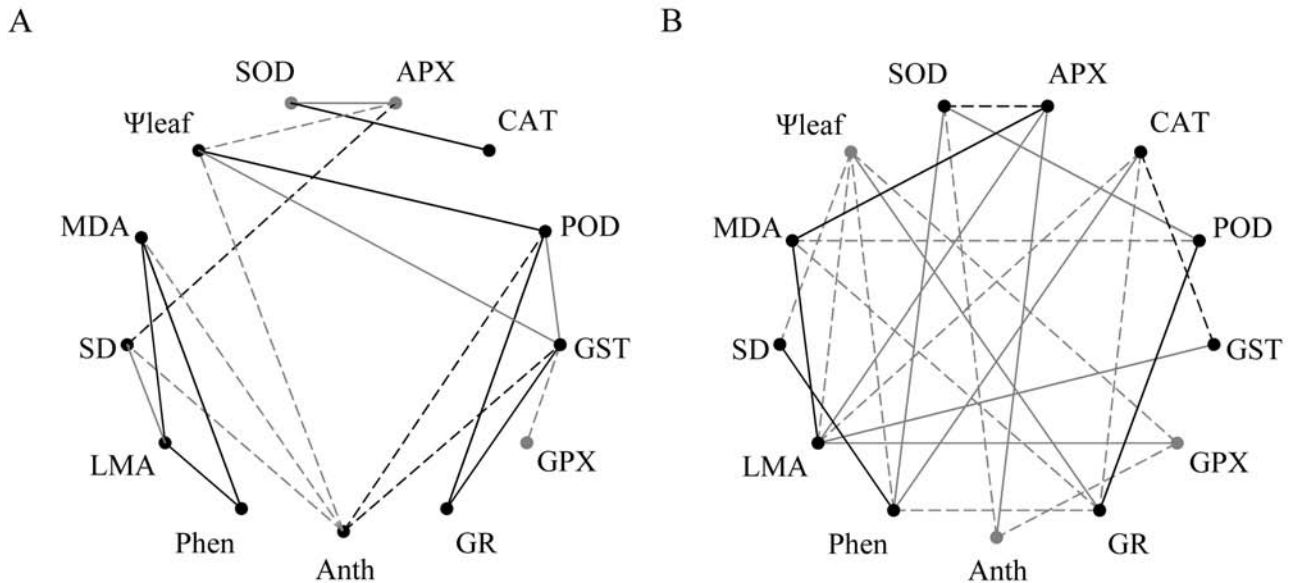 A
SOD
APX
Ψleaf
CAT
MDA
POD
SD
GST
LMA
GPX
Phen
GR
Anth
B
SOD
APX
Ψleaf
CAT
MDA
POD
SD
GST
LMA
GPX
Phen
GR
Anth